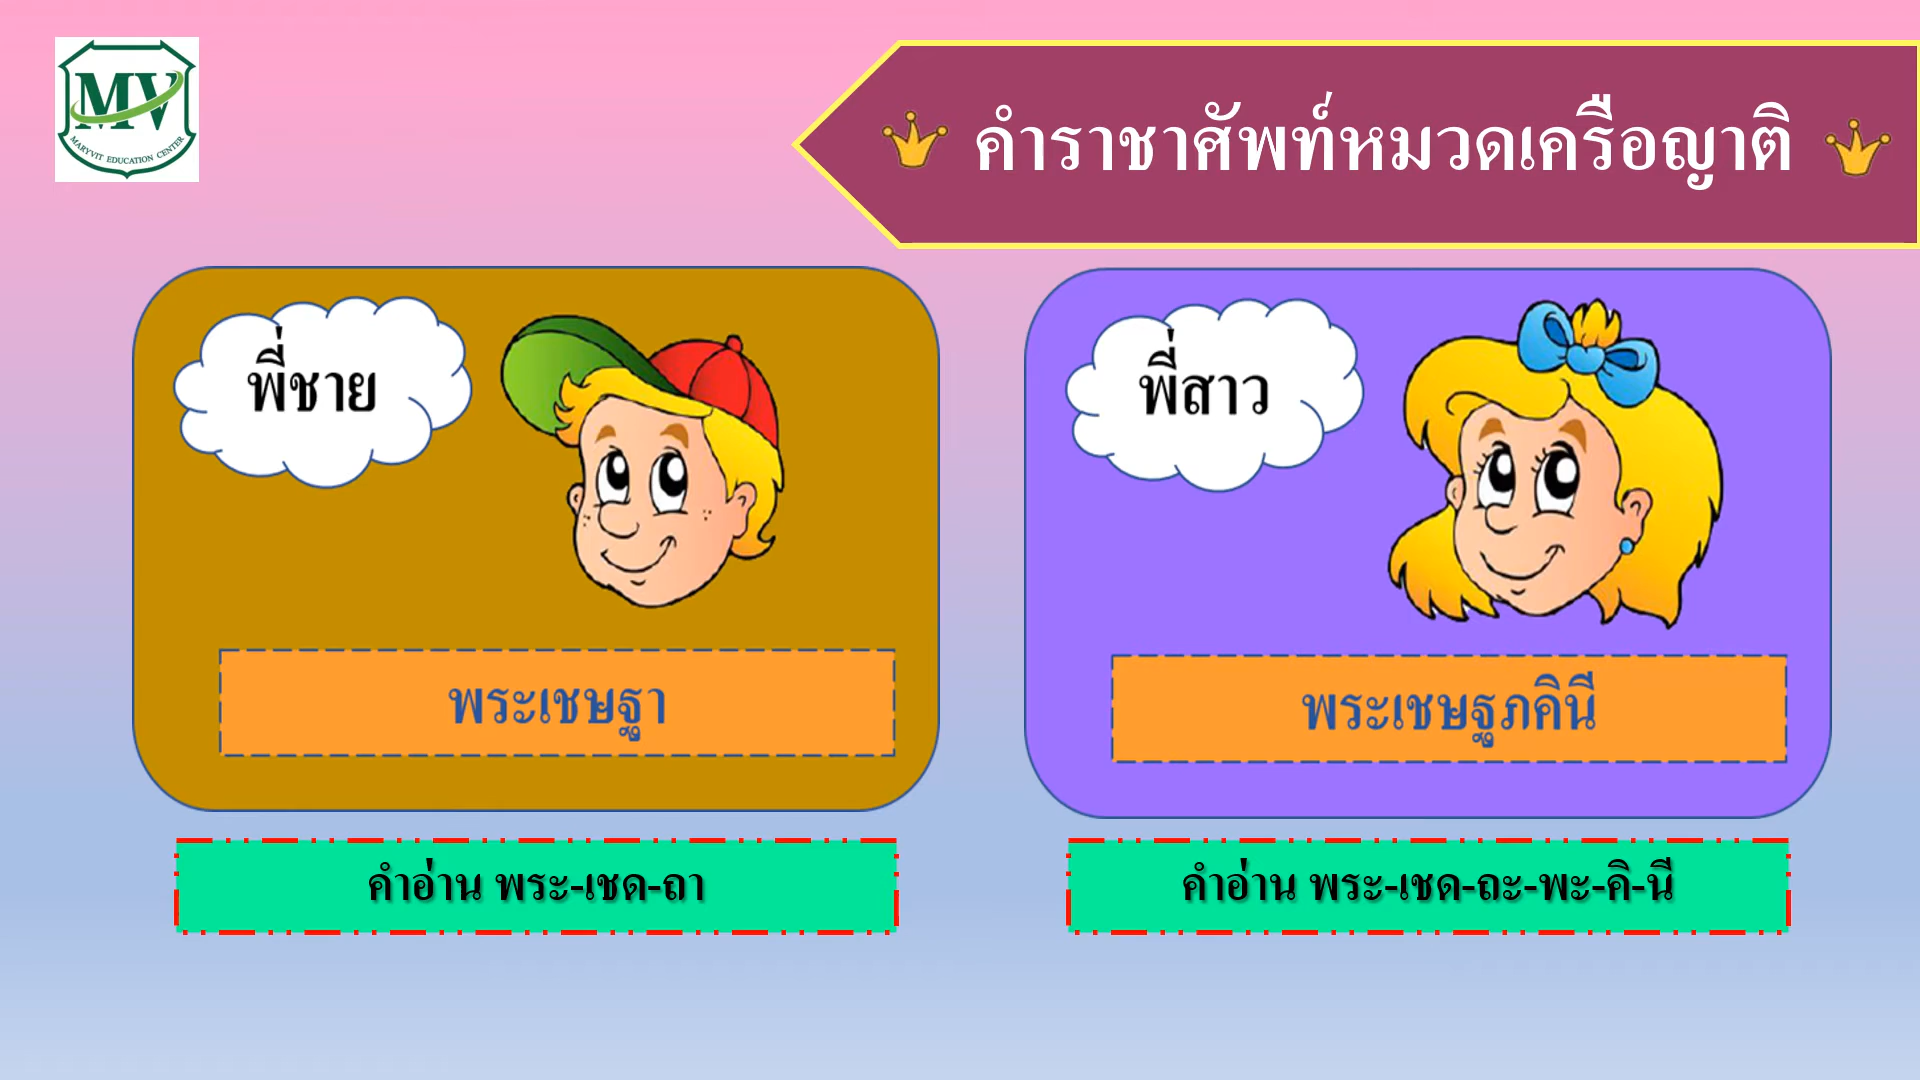 MV
MARYVIT EDUCATION CENTER
คำราชาศัพท์หมวดเครือญาติ
พี่ชาย
พระเชษฐา
คำอ่าน พระ-เชด-ถา
พี่สาว
พระเชษฐภคินี
คำอ่าน พระ-เชด-ถะ-พะ-คิ-นี